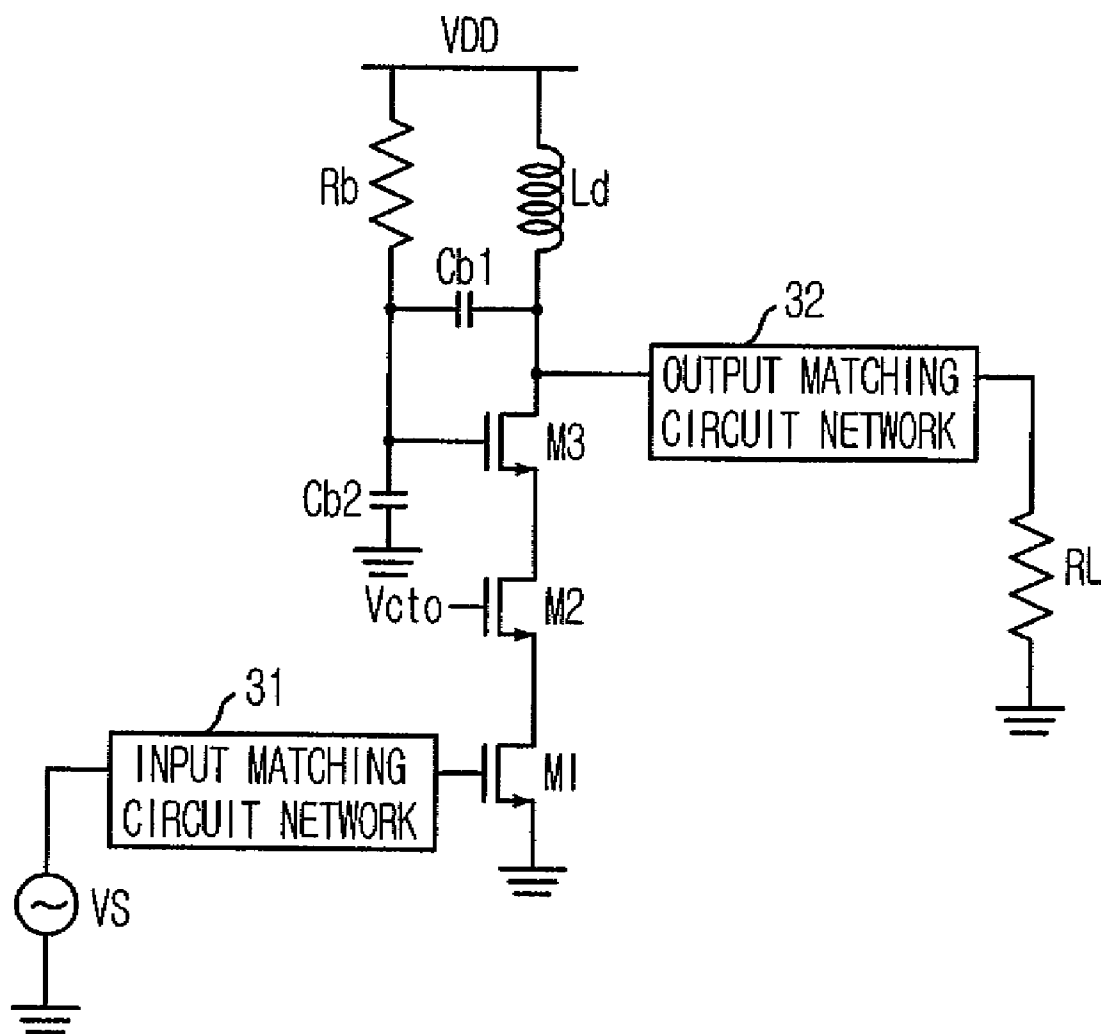 VDD
Rb
Ld
Cb1
32
OUTPUT MATCHING
CIRCUIT NETWORK
M3
Cb2
RL
Vcto
M2
31
INPUT MATCHING
CIRCUIT NETWORK
M1
VS